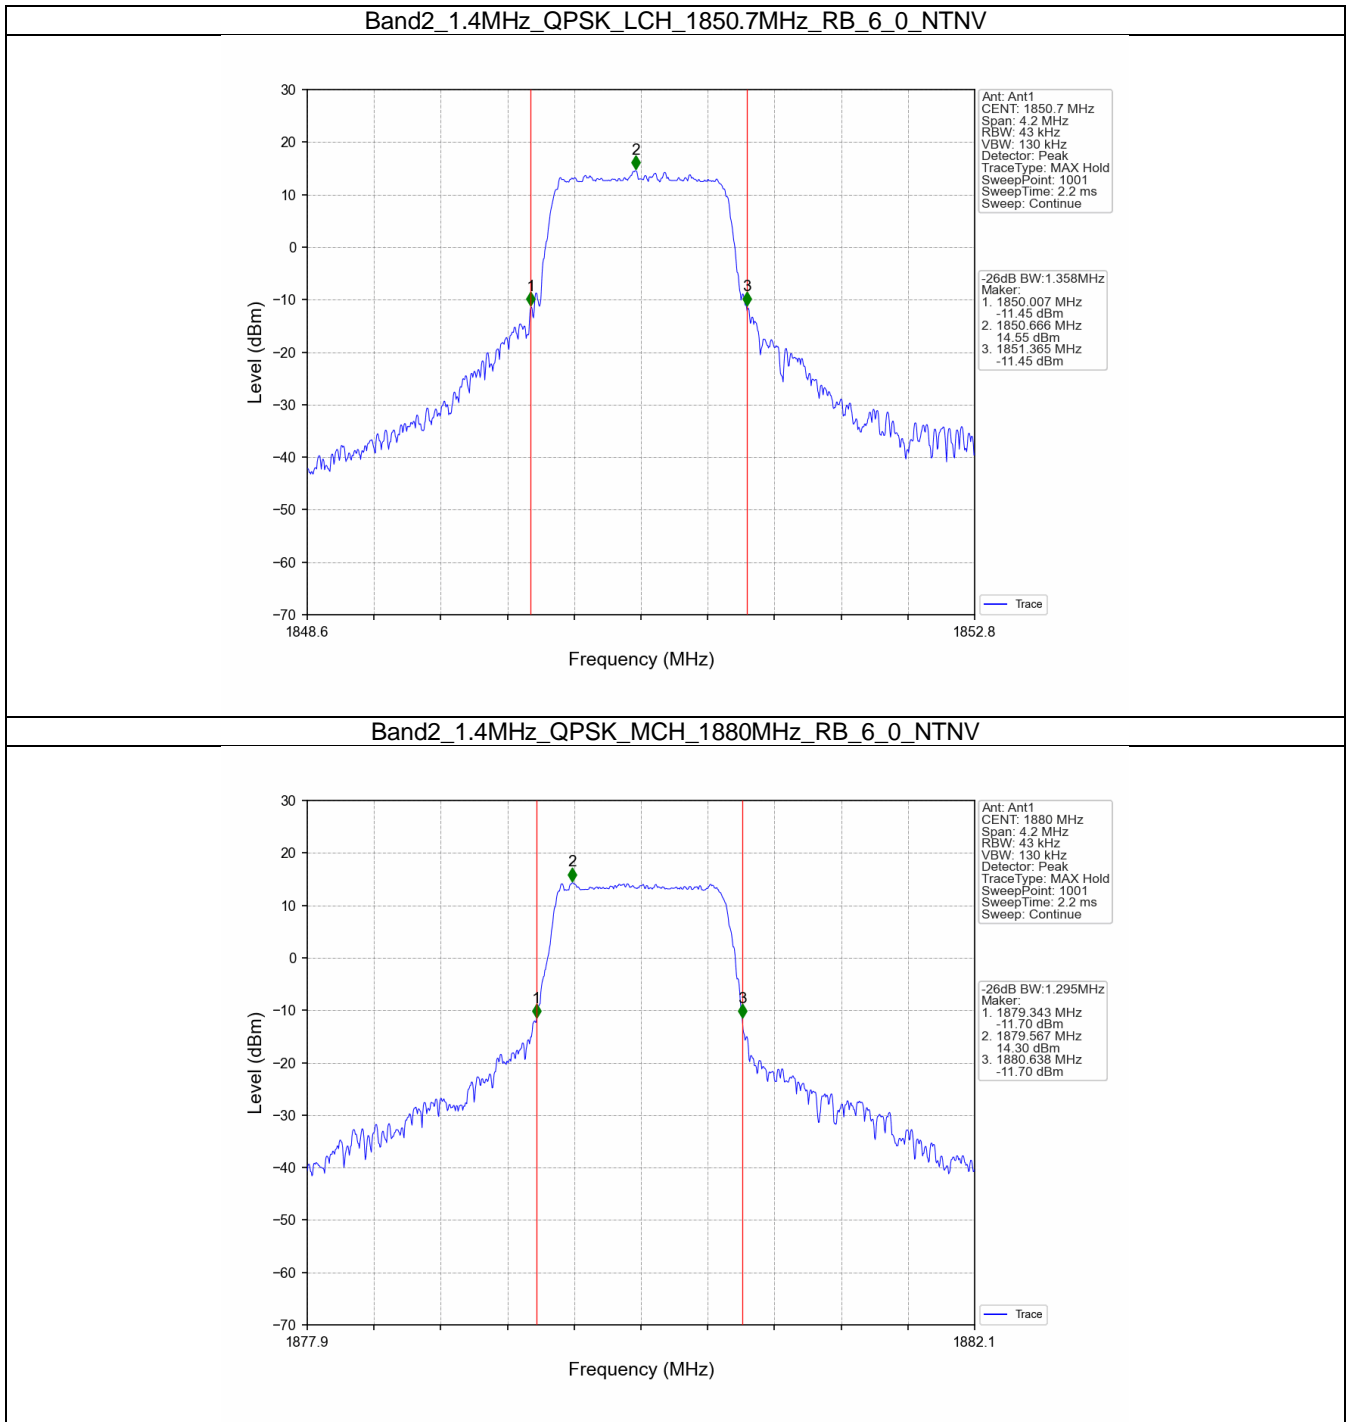 Band2_1.4MHz_QPSK_LCH_1850.7MHz_RB_6_0_NTNV
30
20
10
0
−10
−20
−30
−40
−50
−60
−70
Level (dBm)
1
2
3
1848.6
1852.8
Frequency (MHz)
Ant: Ant1
CENT: 1850.7 MHz
Span: 4.2 MHz
RBW: 43 kHz
VBW: 130 kHz
Detector: Peak
TraceType: MAX Hold
SweepPoint: 1001
SweepTime: 2.2 ms
Sweep: Continue
-26dB BW:1.358MHz
Maker:
1. 1850.007 MHz
-11.45 dBm
2. 1850.666 MHz
14.55 dBm
3. 1851.365 MHz
-11.45 dBm
Trace
Band2_1.4MHz_QPSK_MCH_1880MHz_RB_6_0_NTNV
30
20
10
0
−10
−20
−30
−40
−50
−60
−70
Level (dBm)
1
2
3
1877.9
1882.1
Frequency (MHz)
Ant: Ant1
CENT: 1880 MHz
Span: 4.2 MHz
RBW: 43 kHz
VBW: 130 kHz
Detector: Peak
TraceType: MAX Hold
SweepPoint: 1001
SweepTime: 2.2 ms
Sweep: Continue
-26dB BW:1.295MHz
Maker:
1. 1879.343 MHz
-11.70 dBm
2. 1879.567 MHz
14.30 dBm
3. 1880.638 MHz
-11.70 dBm
Trace